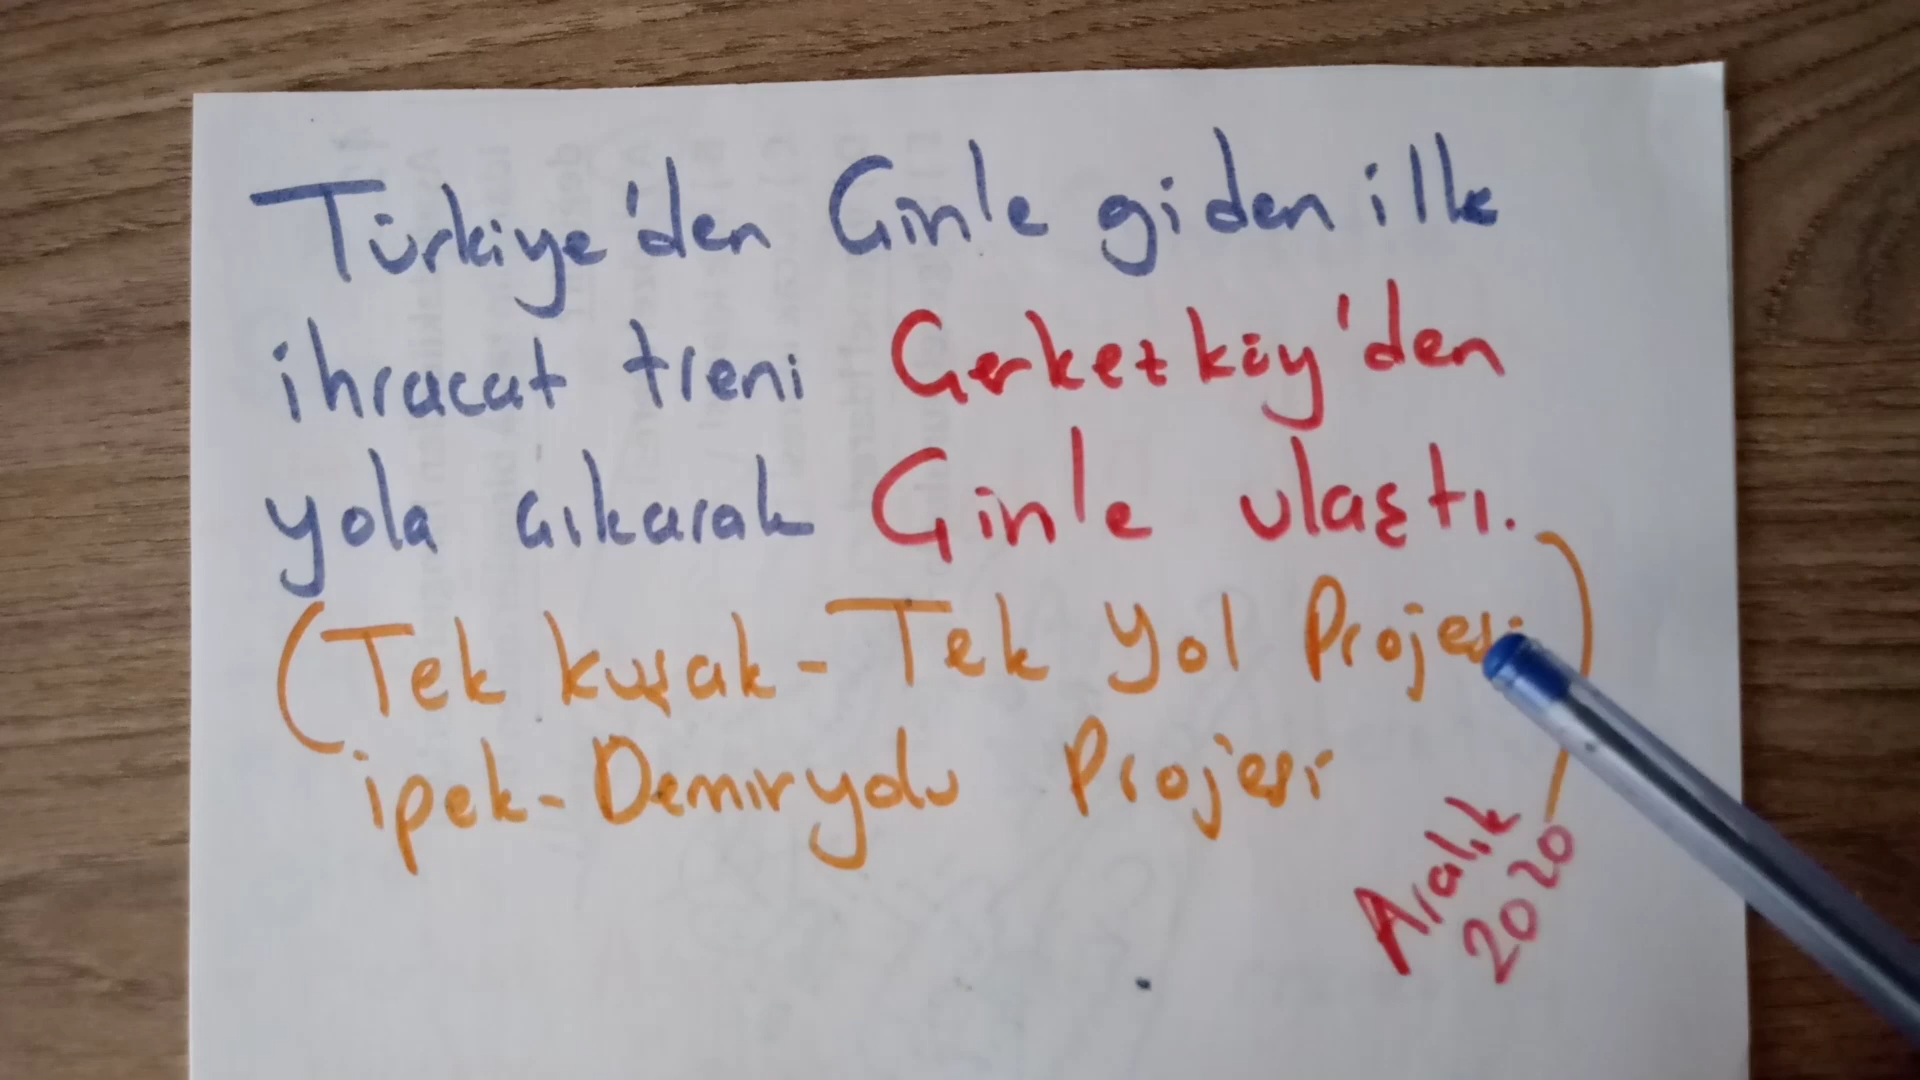 Türkiye'den Çin'e giden ilk
ihracat treni Çerkezköy'den
yola çıkarak Çin'e ulaştı.
(Tek kuşak-Tek Yol Projesi
ipek-Demiryolu Projesi)
Aralık
2020